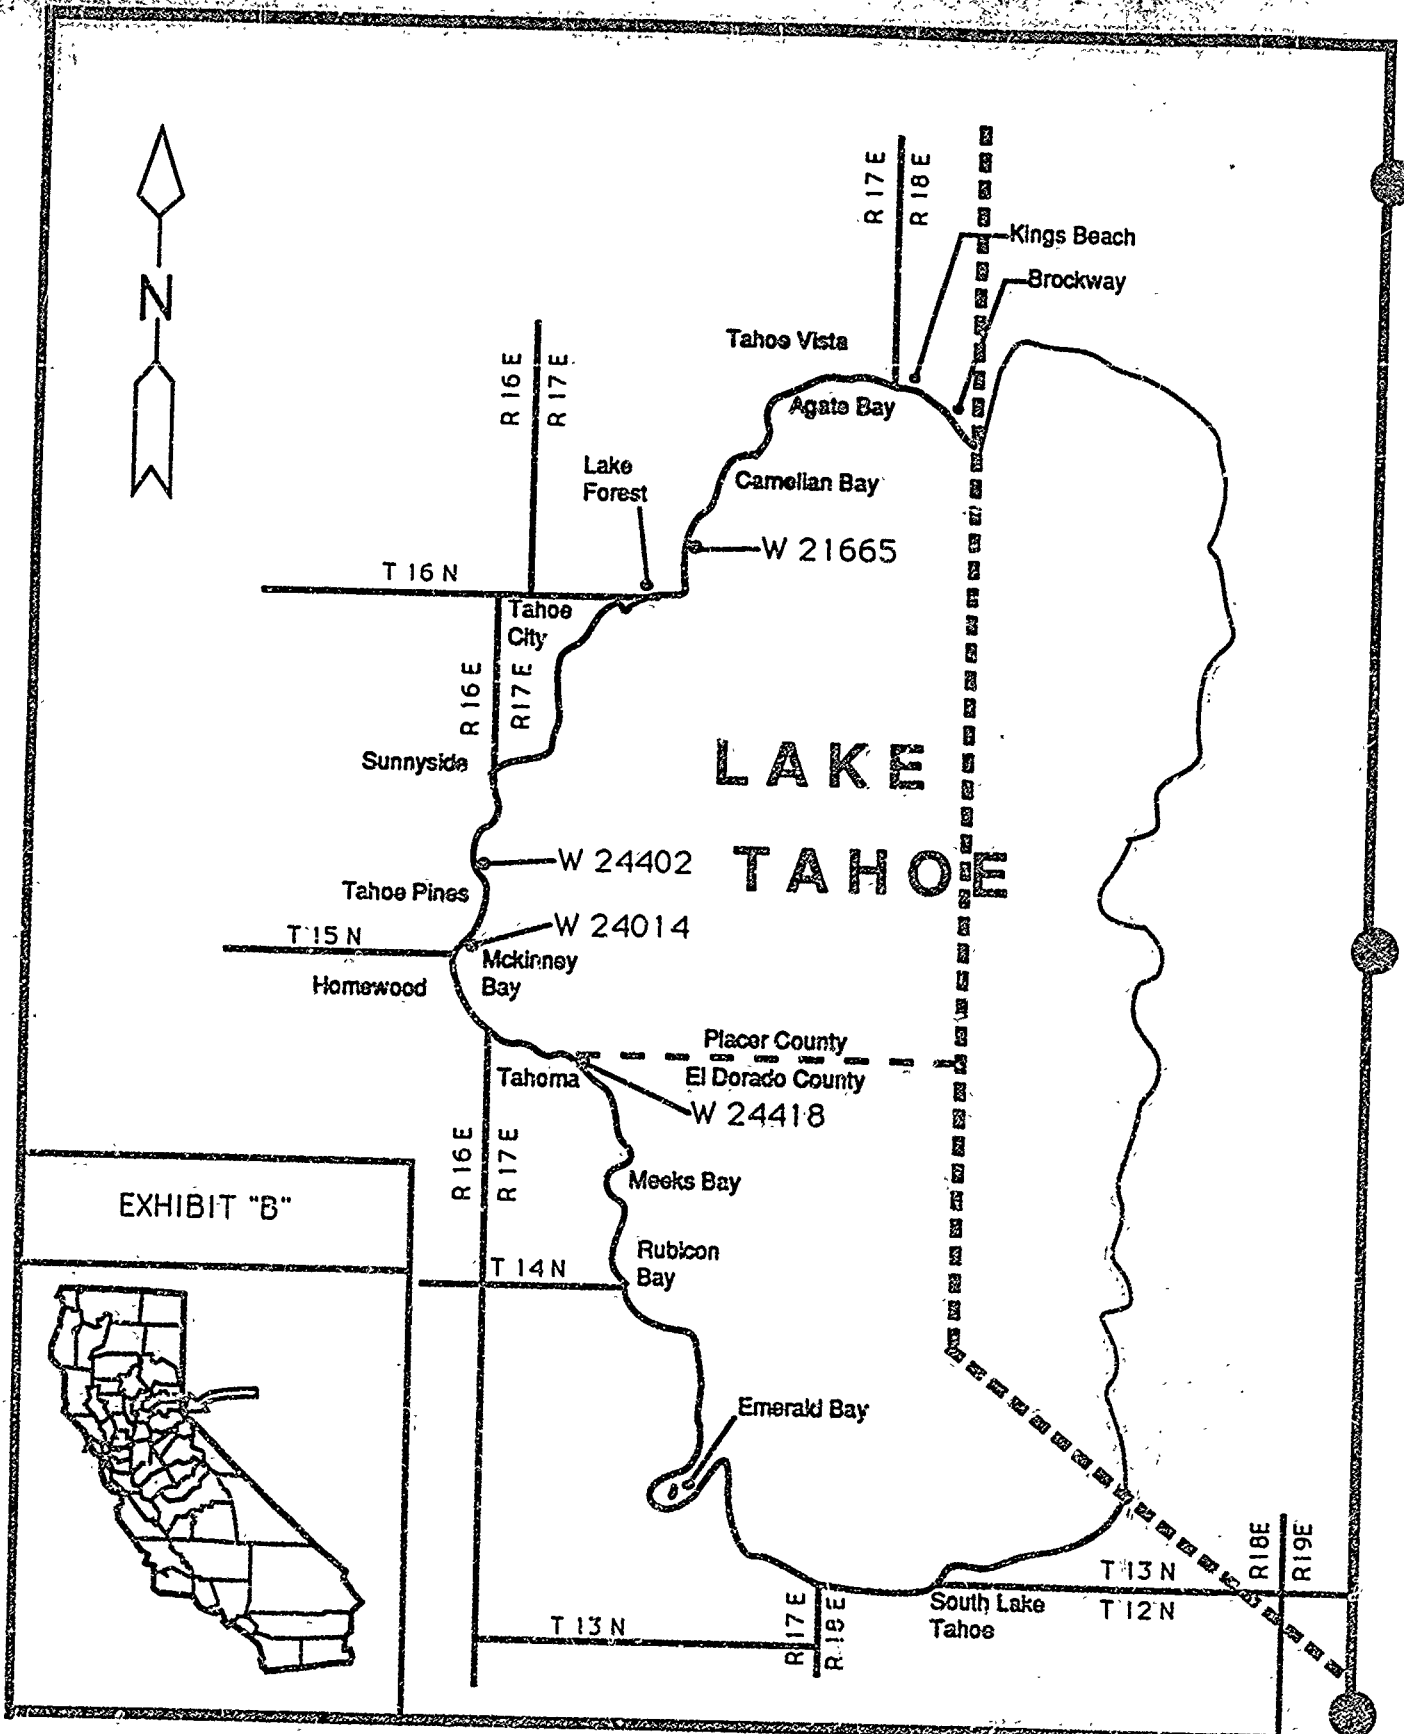 R 17 E
R 18 E
Kings Beach
Brockway
N
Tahoe Vista
R 16 E
R 17 E
Agate Bay
Lake
Forest
Carnelian Bay
W 21665
T 16 N
Tahoe
City
R 16 E
R17 E
Sunnyside
LAKE
TAHOE
W 24402
Tahoe Pines
W 24014
T 15 N
Mckinney
Bay
Homewood
Placer County
El Dorado County
Tahoma
W 24418
R 16 E
R 17 E
Meeks Bay
EXHIBIT "B"
Rubicon
Bay
T 14 N
Emerald Bay
R18E
R19E
T 13 N
T 12 N
South Lake
Tahoe
T 13 N
R 17 E
R 18 E